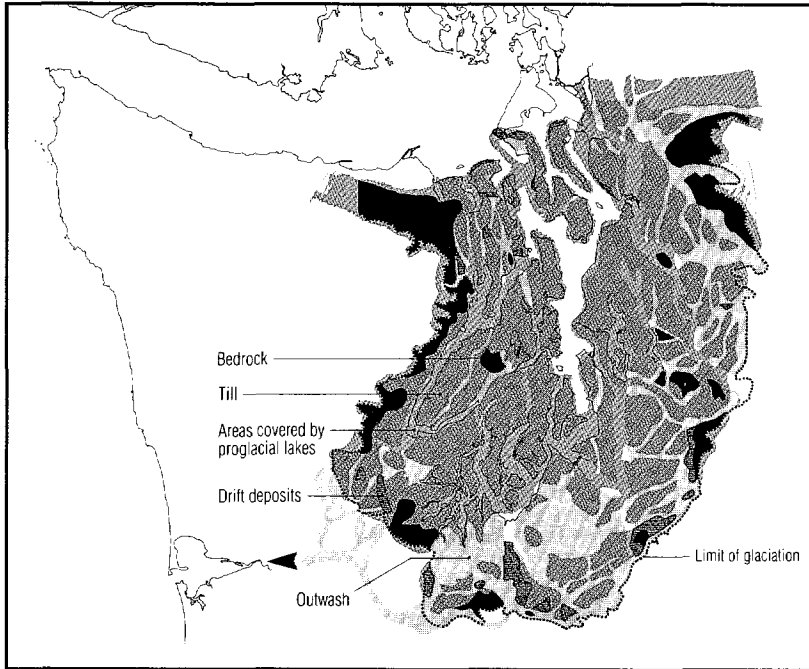 Bedrock
Till
Areas covered by
proglacial lakes
Drift deposits
Outwash
Limit of glaciation